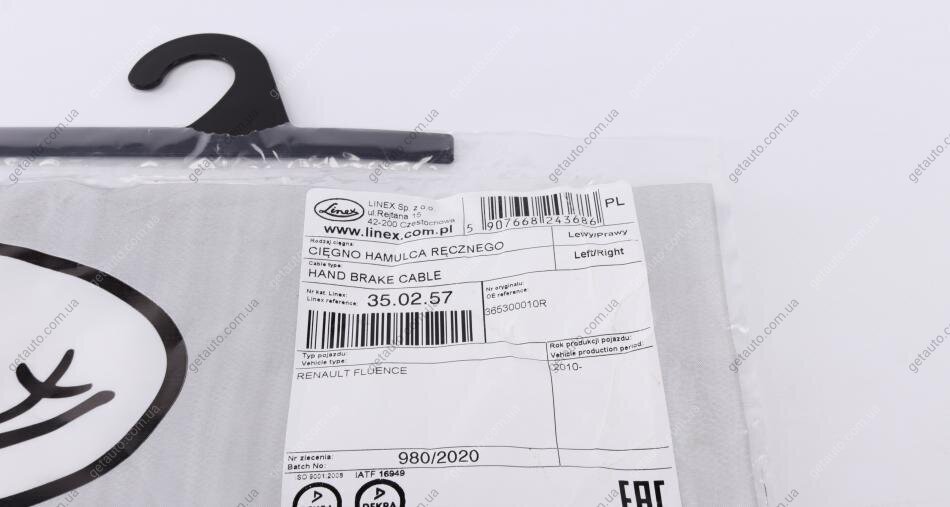 Linex
LINEX Sp. z o.o.
ul.Rejtana 15
42-200 Częstochowa
www.linex.com.pl
5 907668 243686
PL
Rodzaj cięgna:
CIĘGNO HAMULCA RĘCZNEGO
Lewy/prawy
Cable type:
HAND BRAKE CABLE
Left/Right
Nr kat. Linex:
Linex reference:
35.02.57
Nr oryginału:
OE reference:
365300010R
Typ pojazdu:
Vehicle type:
RENAULT FLUENCE
Rok produkcji pojazdu:
Vehicle production period:
2010-
Nr zlecenia:
Batch No:
980/2020
ISO 9001:2008
IATF 16949
DEKRA
EAC
getauto.com.ua